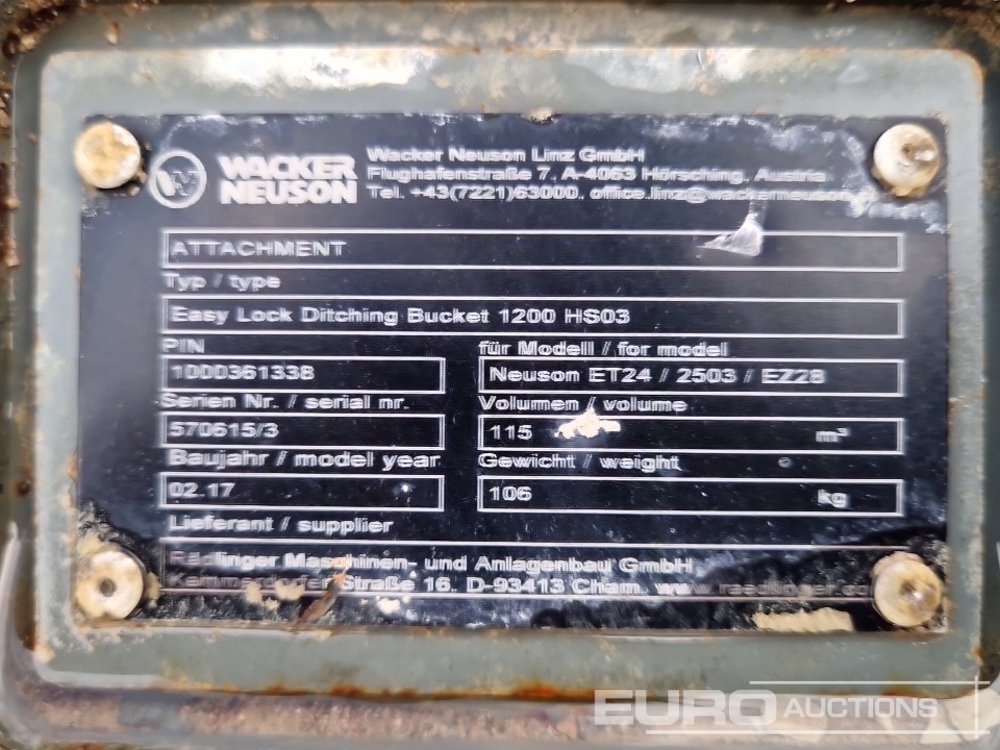 WACKER
NEUSON
Wacker Neuson Linz GmbH
Flughafenstraße 7, A-4063 Hörsching, Austria
Tel. +43(7221)63000, office.linz@wackerneuson.
ATTACHMENT
Typ / type
Easy Lock Ditching Bucket 1200 HS03
PIN
1000361338
für Modell / for model
Neuson ET24 / 2503 / EZ28
Serien Nr. / serial nr.
570615/3
Volumen / volume
115 m³
Baujahr / model year
02.17
Gewicht / weight
106 kg
Lieferant / supplier
Rädlinger Maschinen- und Anlagenbau GmbH
Kammerdorfer Straße 16, D-93413 Cham, www.raedlinger.co
EURO AUCTIONS